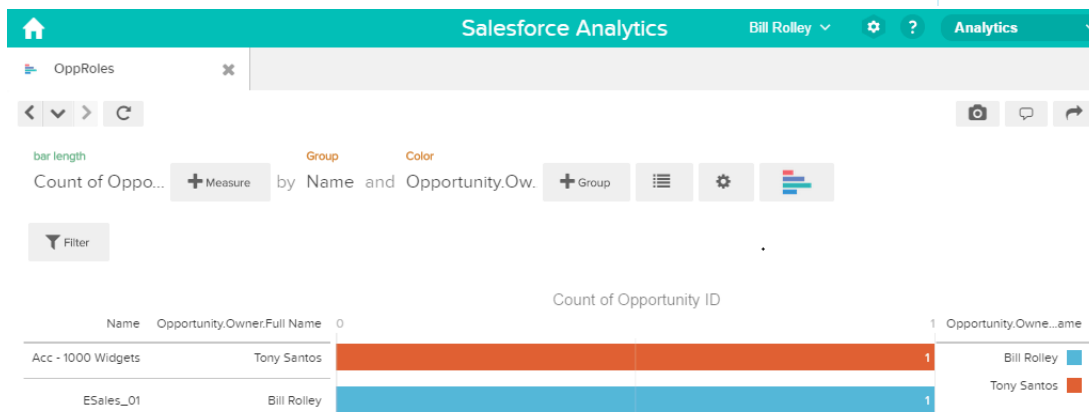 Salesforce Analytics Bill Rolley ? Analytics
OppRoles
bar length Group Color
Count of Oppo... + Measure by Name and Opportunity.Ow. + Group
Filter
Count of Opportunity ID
Name Opportunity.Owner.Full Name 0 1 Opportunity.Owne...ame
Acc - 1000 Widgets Tony Santos 1 Bill Rolley
Tony Santos
ESales_01 Bill Rolley 1